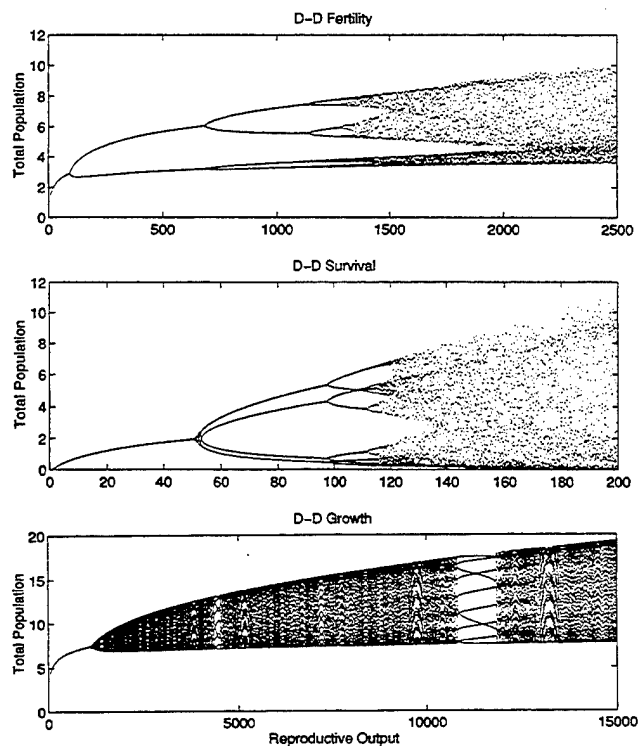 D–D Fertility
12
10
8
6
4
2
0
Total Population
0 500 1000 1500 2000 2500
D–D Survival
12
10
8
6
4
2
0
Total Population
0 20 40 60 80 100 120 140 160 180 200
D–D Growth
20
15
10
5
0
Total Population
0 5000 10000 15000
Reproductive Output